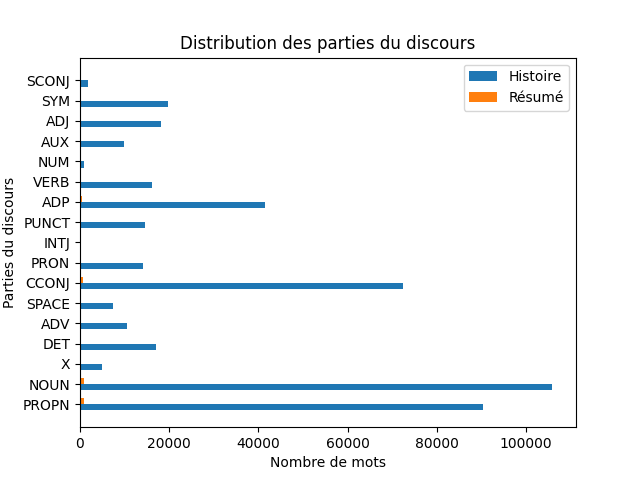 Distribution des parties du discours
Histoire
Résumé
Parties du discours
SCONJ
SYM
ADJ
AUX
NUM
VERB
ADP
PUNCT
INTJ
PRON
CCONJ
SPACE
ADV
DET
X
NOUN
PROPN
0 20000 40000 60000 80000 100000
Nombre de mots